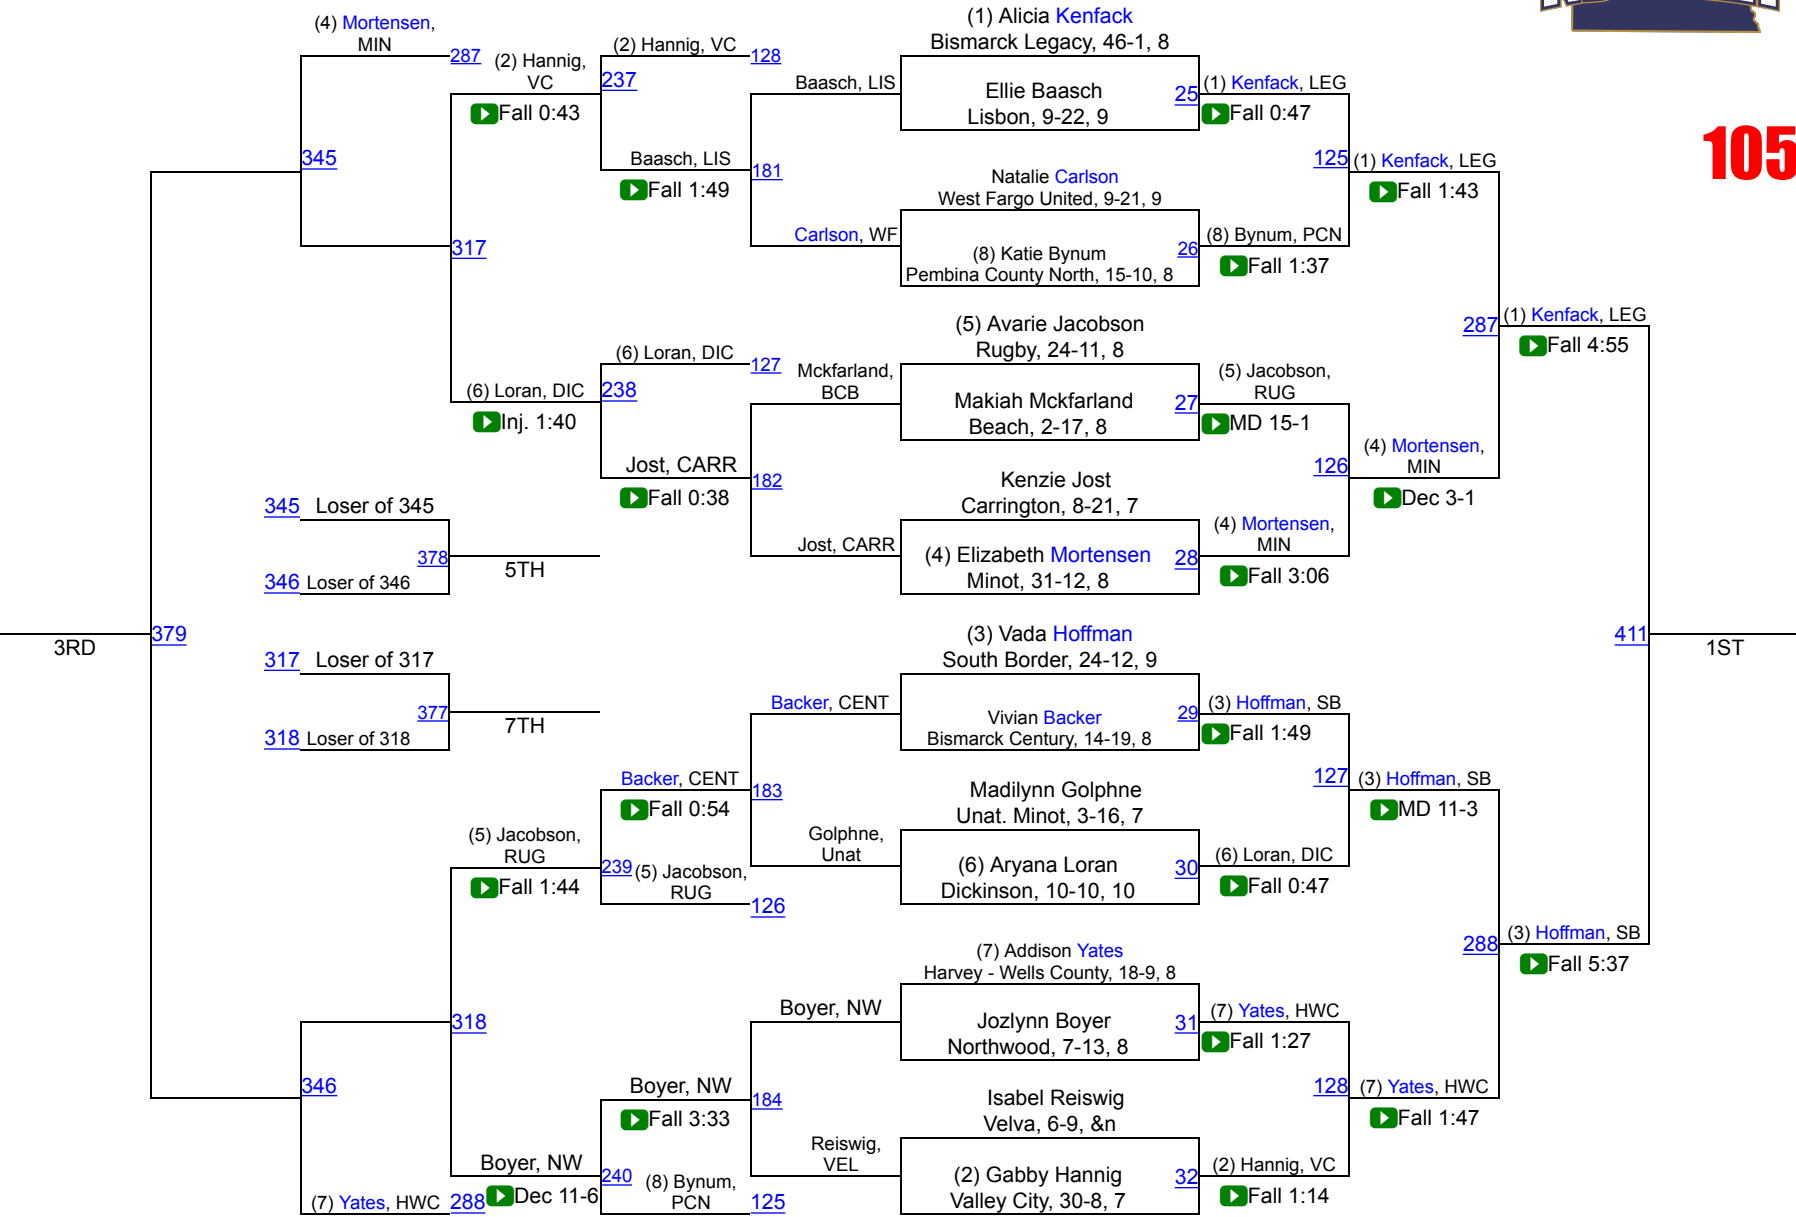 (4) Mortensen,
MIN
287
(2) Hannig,
VC
Fall 0:43
345
317
(6) Loran, DIC
Inj. 1:40
(2) Hannig, VC
128
237
Baasch, LIS
Fall 1:49
181
(6) Loran, DIC
127
238
Jost, CARR
Fall 0:38
182
Baasch, LIS
Carlson, WF
Mckfarland,
BCB
Jost, CARR
(1) Alicia Kenfack
Bismarck Legacy, 46-1, 8
Ellie Baasch
Lisbon, 9-22, 9
25
Natalie Carlson
West Fargo United, 9-21, 9
(8) Katie Bynum
Pembina County North, 15-10, 8
26
(5) Avarie Jacobson
Rugby, 24-11, 8
Makiah Mckfarland
Beach, 2-17, 8
27
Kenzie Jost
Carrington, 8-21, 7
(4) Elizabeth Mortensen
Minot, 31-12, 8
28
(1) Kenfack, LEG
Fall 0:47
125
(8) Bynum, PCN
Fall 1:37
(5) Jacobson,
RUG
MD 15-1
126
(4) Mortensen,
MIN
Fall 3:06
(1) Kenfack, LEG
Fall 1:43
287
(4) Mortensen,
MIN
Dec 3-1
(1) Kenfack, LEG
Fall 4:55
105
345 Loser of 345
378
5TH
346 Loser of 346
379
3RD
317 Loser of 317
377
7TH
318 Loser of 318
411
1ST
(3) Vada Hoffman
South Border, 24-12, 9
Vivian Backer
Bismarck Century, 14-19, 8
29
Madilynn Golphne
Unat. Minot, 3-16, 7
(6) Aryana Loran
Dickinson, 10-10, 10
30
(7) Addison Yates
Harvey - Wells County, 18-9, 8
Jozlynn Boyer
Northwood, 7-13, 8
31
Isabel Reiswig
Velva, 6-9, &n
(2) Gabby Hannig
Valley City, 30-8, 7
32
Backer, CENT
Golphne,
Unat
Boyer, NW
Reiswig,
VEL
Backer, CENT
Fall 0:54
183
(5) Jacobson,
RUG
Fall 1:44
239
(5) Jacobson,
RUG
126
318
346
Boyer, NW
Fall 3:33
184
Boyer, NW
Dec 11-6
240
(8) Bynum,
PCN
125
(7) Yates, HWC
288
(3) Hoffman, SB
Fall 1:49
127
(6) Loran, DIC
Fall 0:47
(7) Yates, HWC
Fall 1:27
128
(2) Hannig, VC
Fall 1:14
(3) Hoffman, SB
MD 11-3
288
(7) Yates, HWC
Fall 1:47
(3) Hoffman, SB
Fall 5:37